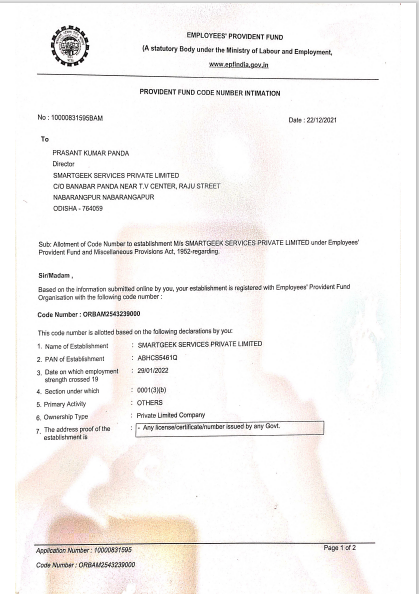 EMPLOYEES' PROVIDENT FUND
(A statutory Body under the Ministry of Labour and Employment,
www.epfindia.gov.in
PROVIDENT FUND CODE NUMBER INTIMATION
No : 10000831595BAM
Date : 22/12/2021
To
PRASANT KUMAR PANDA
Director
SMARTGEEK SERVICES PRIVATE LIMITED
C/O BANABAR PANDA NEAR T.V CENTER, RAJU STREET
NABARANGPUR NABARANGAPUR
ODISHA - 764059
Sub: Allotment of Code Number to establishment M/s SMARTGEEK SERVICES PRIVATE LIMITED under Employees'
Provident Fund and Miscellaneous Provisions Act, 1952-regarding.
Sir/Madam ,
Based on the information submitted online by you, your establishment is registered with Employees' Provident Fund
Organisation with the following code number :
Code Number : ORBAM2543239000
This code number is allotted based on the following declarations by you:
1. Name of Establishment : SMARTGEEK SERVICES PRIVATE LIMITED
2. PAN of Establishment : ABHCS5461Q
3. Date on which employment : 29/01/2022
strength crossed 19
4. Section under which : 0001(3)(b)
5. Primary Activity : OTHERS
6. Ownership Type : Private Limited Company
7. The address proof of the : - Any license/certificate/number issued by any Govt.
establishment is
Application Number : 10000831595
Page 1 of 2
Code Number : ORBAM2543239000